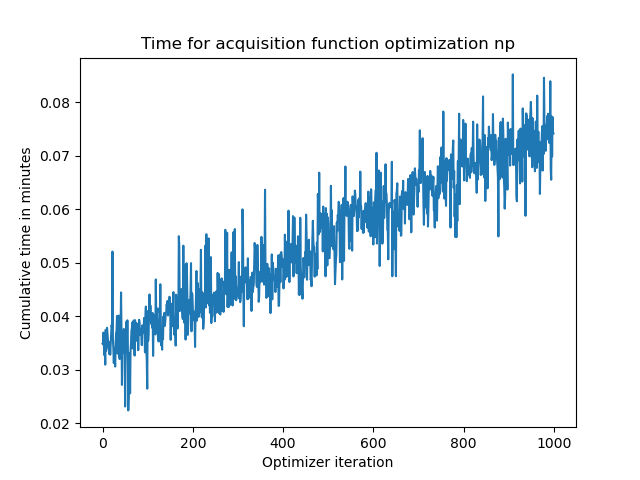 Time for acquisition function optimization np
Cumulative time in minutes
0.08
0.07
0.06
0.05
0.04
0.03
0.02
0 200 400 600 800 1000
Optimizer iteration